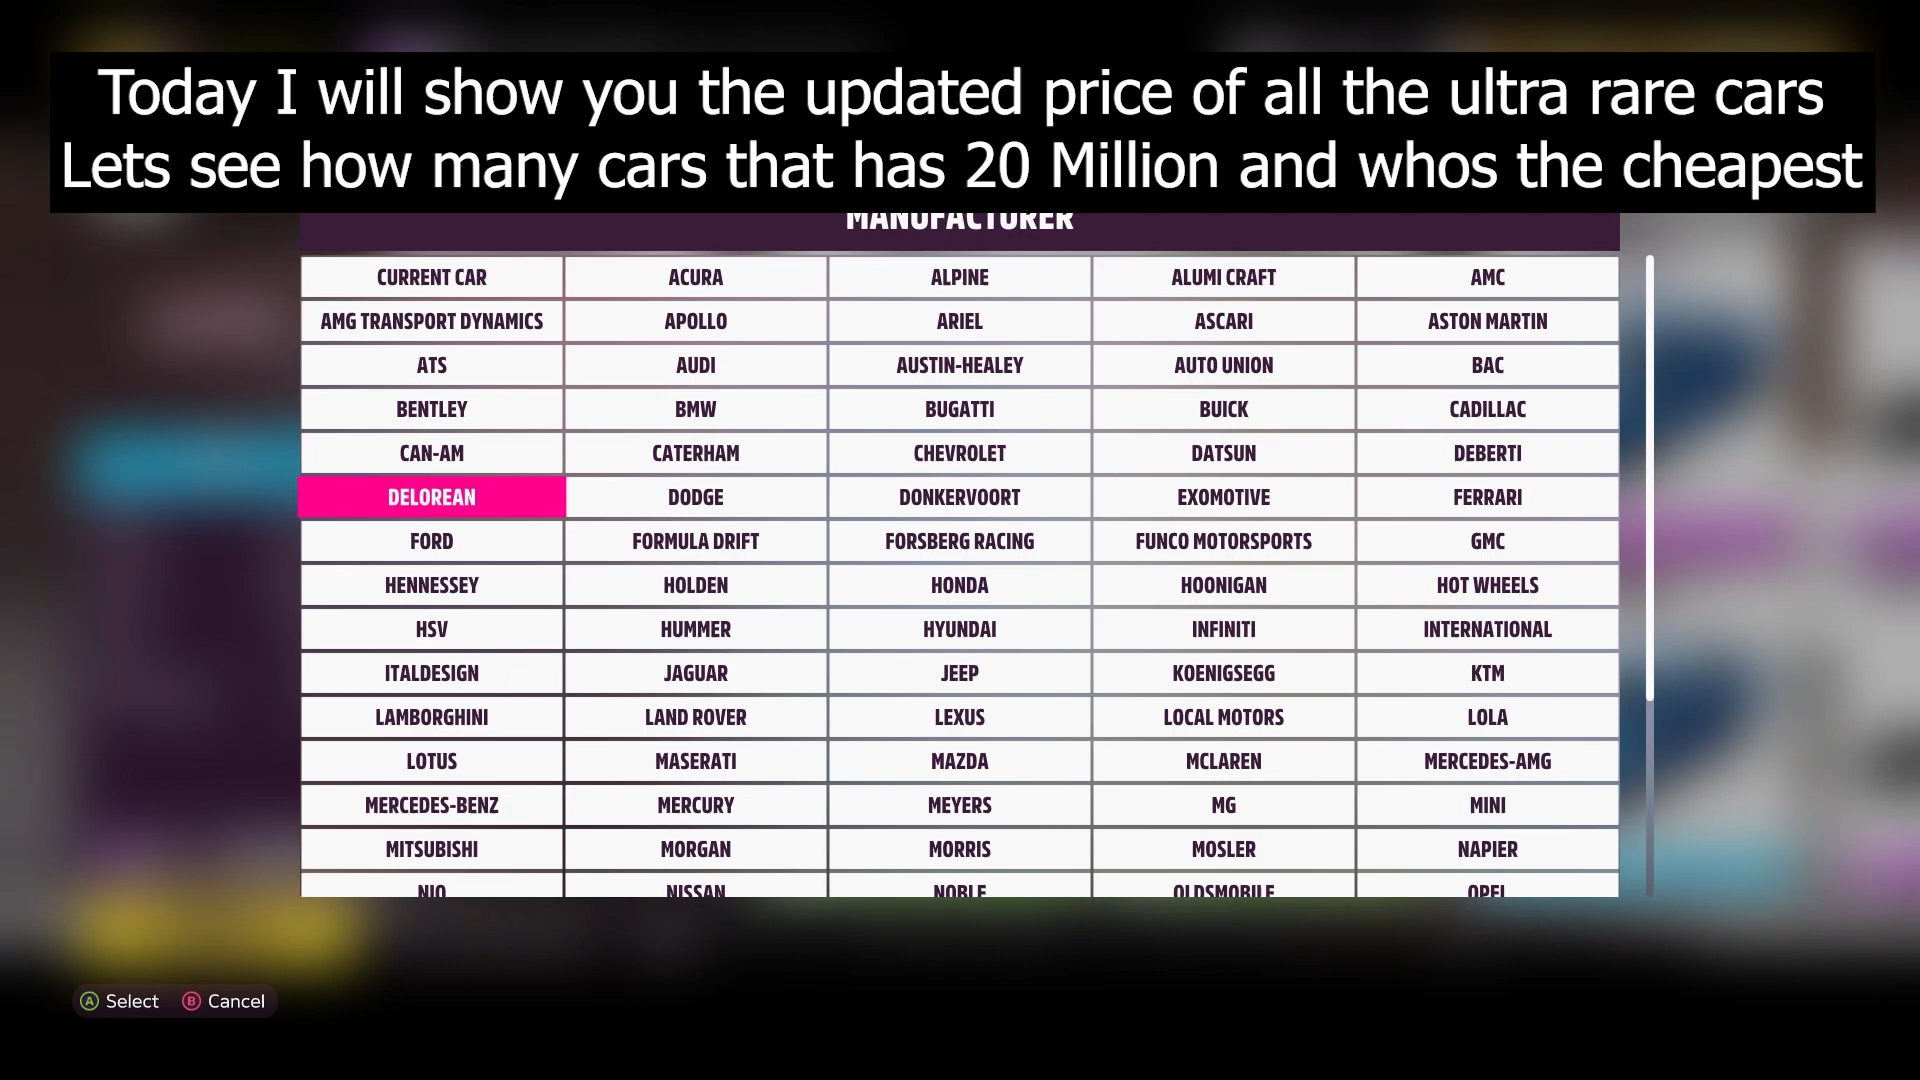 Today I will show you the updated price of all the ultra rare cars
Lets see how many cars that has 20 Million and whos the cheapest
MANUFACTURER
CURRENT CAR ACURA ALPINE ALUMI CRAFT AMC
AMG TRANSPORT DYNAMICS APOLLO ARIEL ASCARI ASTON MARTIN
ATS AUDI AUSTIN-HEALEY AUTO UNION BAC
BENTLEY BMW BUGATTI BUICK CADILLAC
CAN-AM CATERHAM CHEVROLET DATSUN DEBERTI
DELOREAN DODGE DONKERVOORT EXOMOTIVE FERRARI
FORD FORMULA DRIFT FORSBERG RACING FUNCO MOTORSPORTS GMC
HENNESSEY HOLDEN HONDA HOONIGAN HOT WHEELS
HSV HUMMER HYUNDAI INFINITI INTERNATIONAL
ITALDESIGN JAGUAR JEEP KOENIGSEGG KTM
LAMBORGHINI LAND ROVER LEXUS LOCAL MOTORS LOLA
LOTUS MASERATI MAZDA MCLAREN MERCEDES-AMG
MERCEDES-BENZ MERCURY MEYERS MG MINI
MITSUBISHI MORGAN MORRIS MOSLER NAPIER
NIO NISSAN NOBLE OLDSMOBILE OPEL
A Select B Cancel